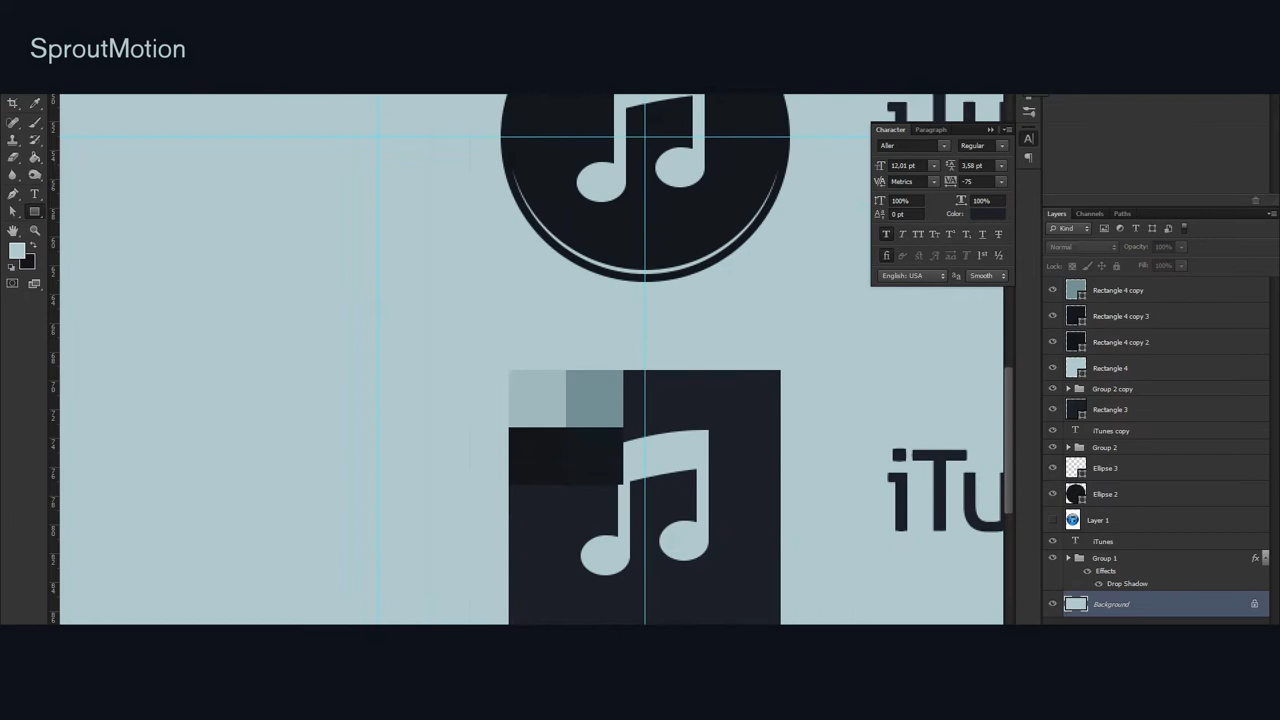 SproutMotion
Character Paragraph
Aller Regular
12,01 pt 3,58 pt
Metrics -75
100% 100%
0 pt Color:
English: USA Smooth
iTu
Layers Channels Paths
Kind
Normal Opacity: 100%
Lock: Fill: 100%
Rectangle 4 copy
Rectangle 4 copy 3
Rectangle 4 copy 2
Rectangle 4
Group 2 copy
Rectangle 3
iTunes copy
Group 2
Ellipse 3
Ellipse 2
Layer 1
iTunes
Group 1 fx
Effects
Drop Shadow
Background